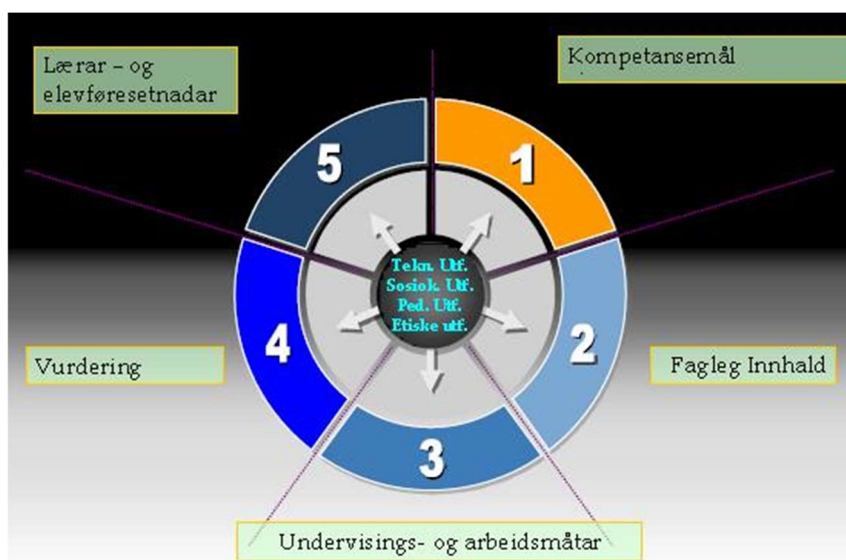 Lærar – og
elevføresetnadar
Kompetansemål
5
1
Tekn. Utf.
Sosiok. Utf.
Ped. Utf.
Etiske utf.
4
2
Vurdering
Fagleg Innhald
3
Undervisings- og arbeidsmåtar